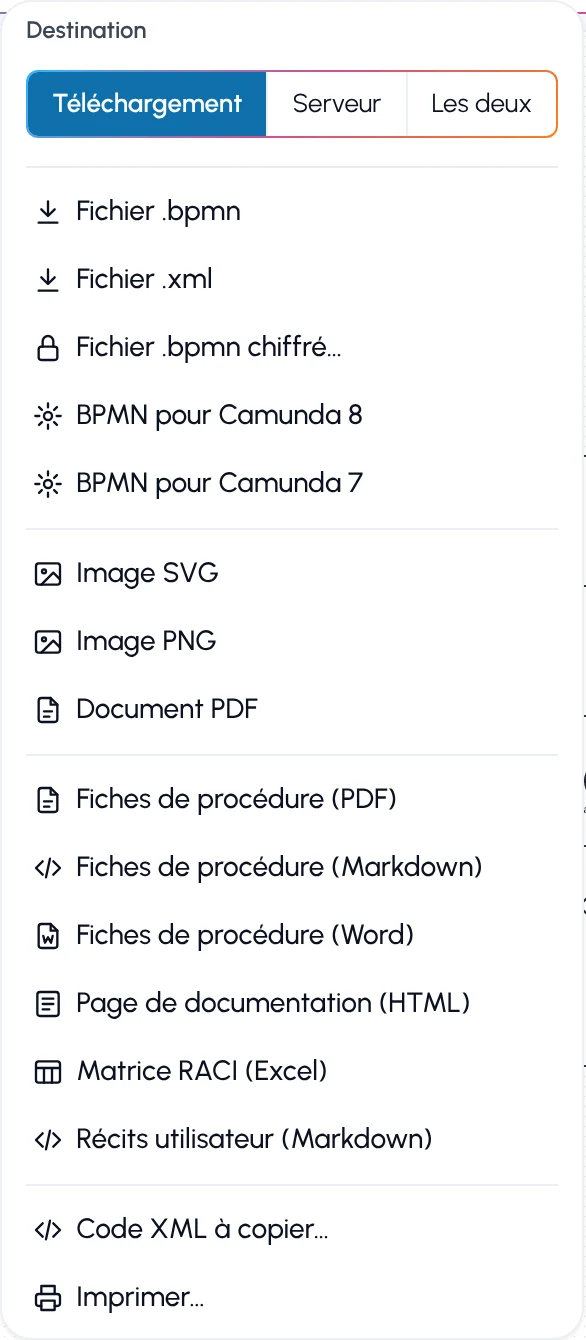 Destination
Téléchargement
Serveur
Les deux
Fichier .bpmn
Fichier .xml
Fichier .bpmn chiffré...
BPMN pour Camunda 8
BPMN pour Camunda 7
Image SVG
Image PNG
Document PDF
Fiches de procédure (PDF)
Fiches de procédure (Markdown)
Fiches de procédure (Word)
Page de documentation (HTML)
Matrice RACI (Excel)
Récits utilisateur (Markdown)
Code XML à copier...
Imprimer...